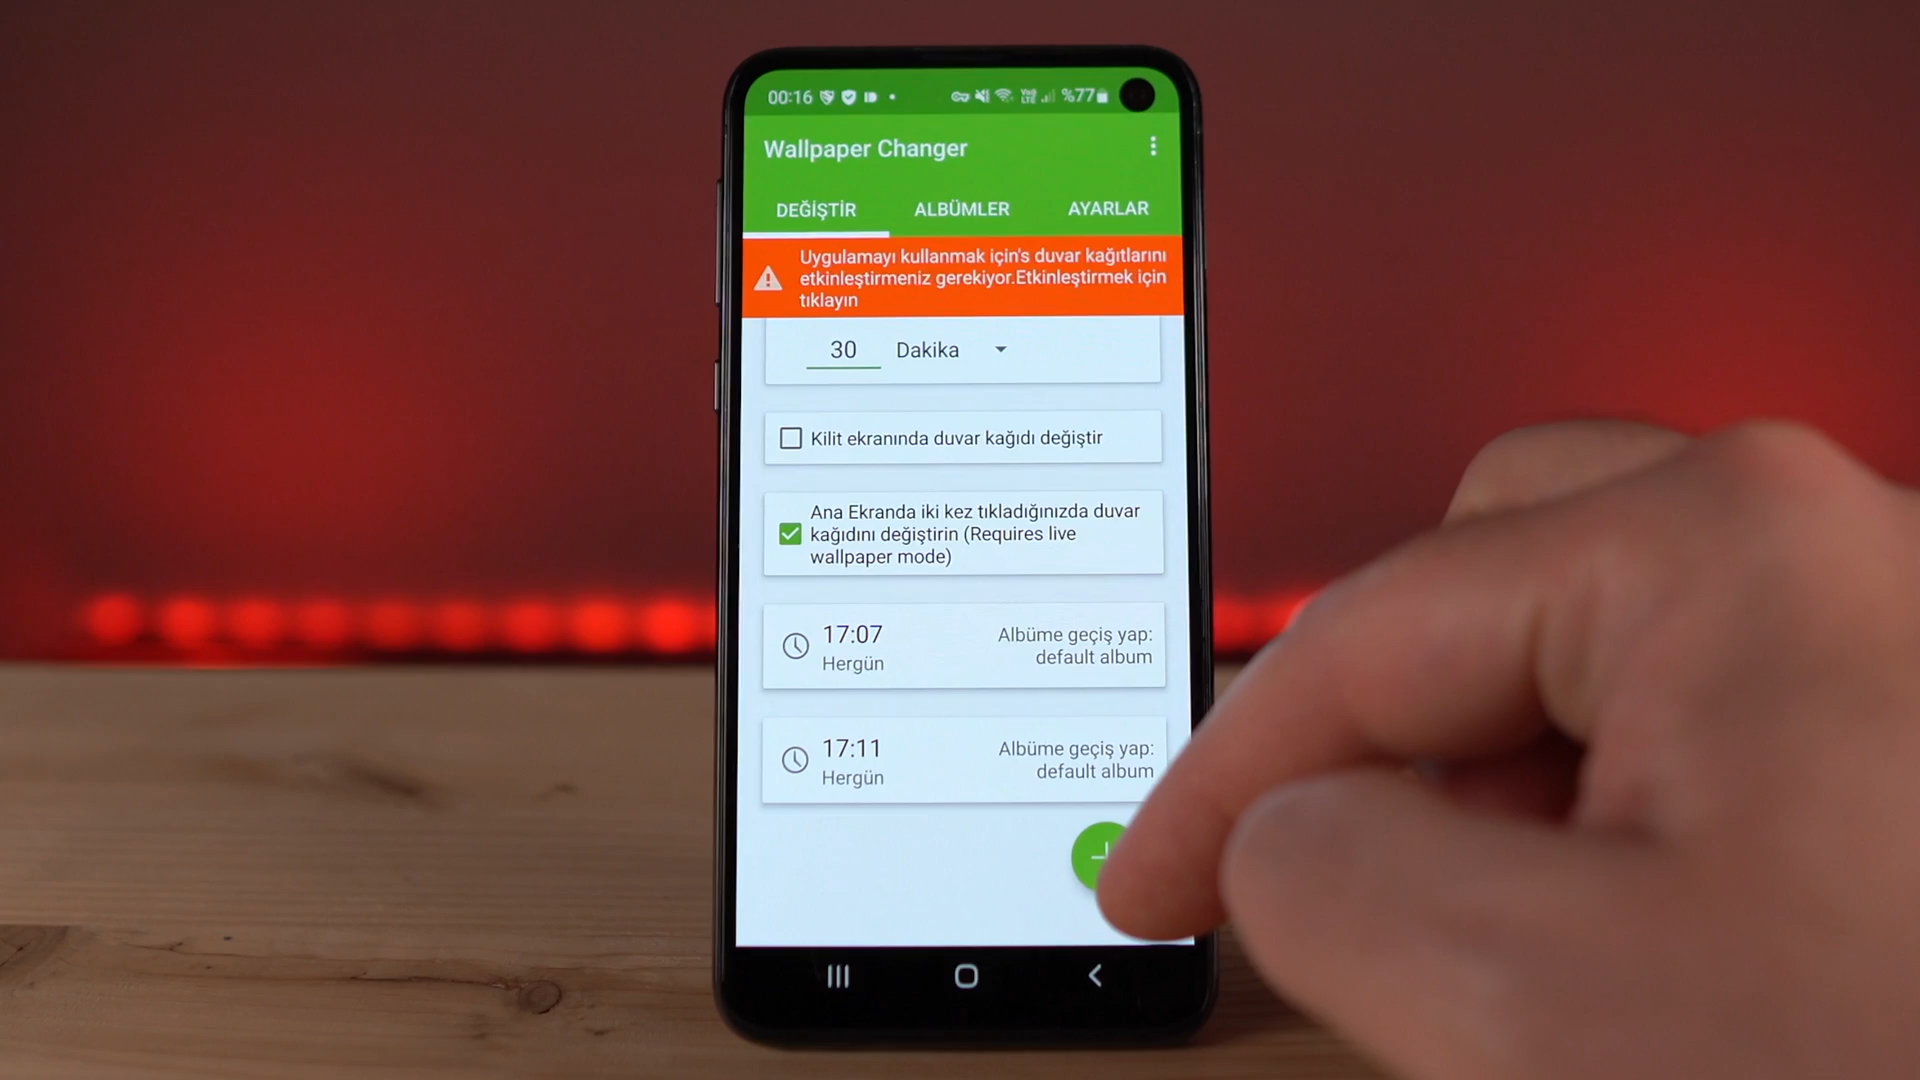 00:16
VoO
LTE
%77
Wallpaper Changer
DEĞİŞTİR
ALBÜMLER
AYARLAR
Uygulamayı kullanmak için's duvar kağıtlarını
etkinleştirmeniz gerekiyor.Etkinleştirmek için
tıklayın
30 Dakika
Kilit ekranında duvar kağıdı değiştir
Ana Ekranda iki kez tıkladığınızda duvar
kağıdını değiştirin (Requires live
wallpaper mode)
17:07
Hergün
Albüme geçiş yap:
default album
17:11
Hergün
Albüme geçiş yap:
default album